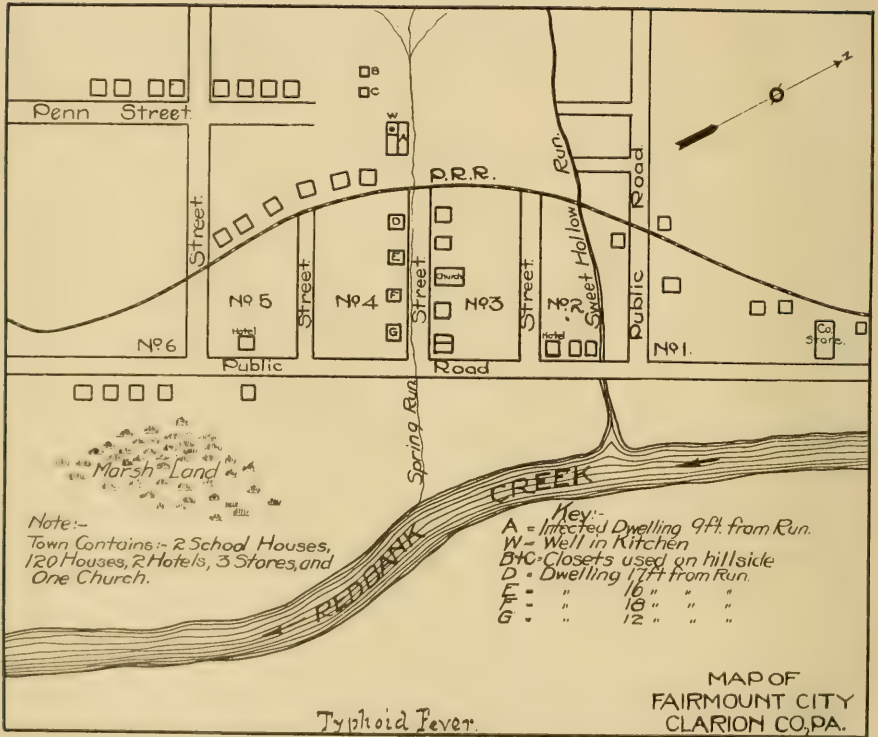 B
C
Penn Street.
W
A
P.R.R.
Run.
Road
Z
Street.
D
E
F
G
Street
Street.
Church
Street
Sweet Hollow
Public
No 5
No 4
No 3
No. 2
Hotel
Hotel
No 6
No 1.
Co.
Store.
Public Road
Spring Run
Marsh Land
REDBANK CREEK
Note:-
Town Contains:- 2 School Houses,
120 Houses, 2 Hotels, 3 Stores, and
One Church.
Key:-
A = Infected Dwelling 9 ft. from Run.
W = Well in Kitchen
B+C = Closets used on hillside
D = Dwelling 17 ft from Run.
E = " 16 " " "
F = " 18 " " "
G = " 12 " " "
MAP OF
FAIRMOUNT CITY
CLARION CO., PA.
Typhoid Fever.